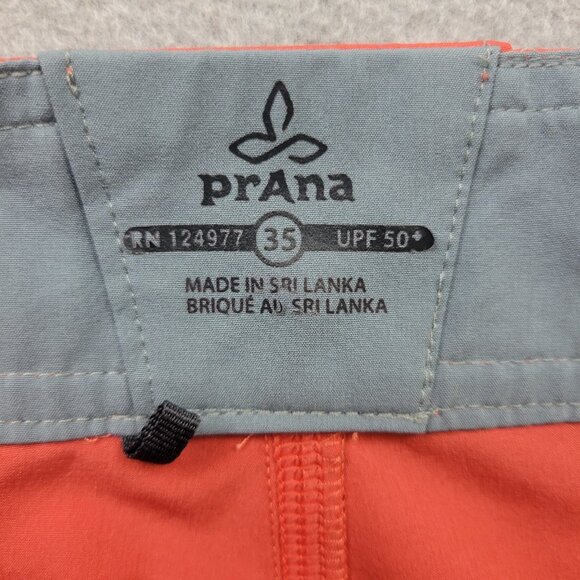 prAna
RN 124977 35 UPF 50+
MADE IN SRI LANKA
BRIQUÉ AU SRI LANKA